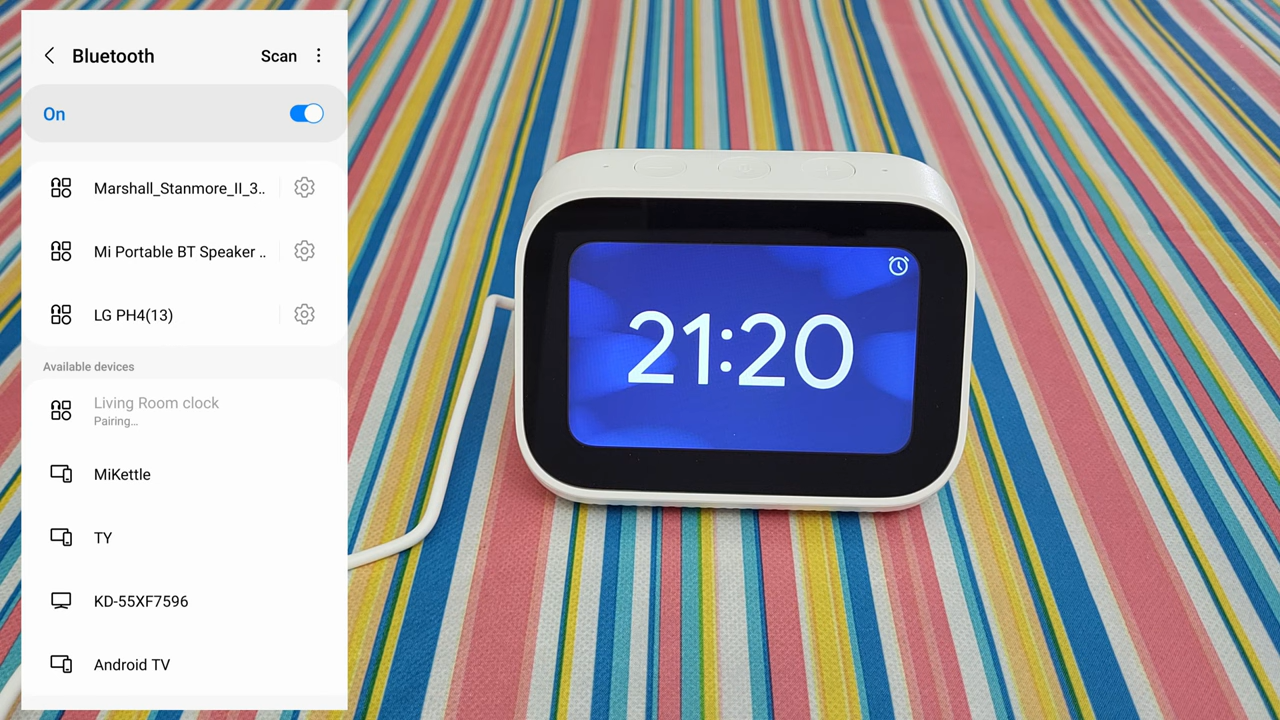 Bluetooth
Scan
On
Marshall_Stanmore_II_3..
Mi Portable BT Speaker ..
LG PH4(13)
Available devices
Living Room clock
Pairing...
MiKettle
TY
KD-55XF7596
Android TV
21:20